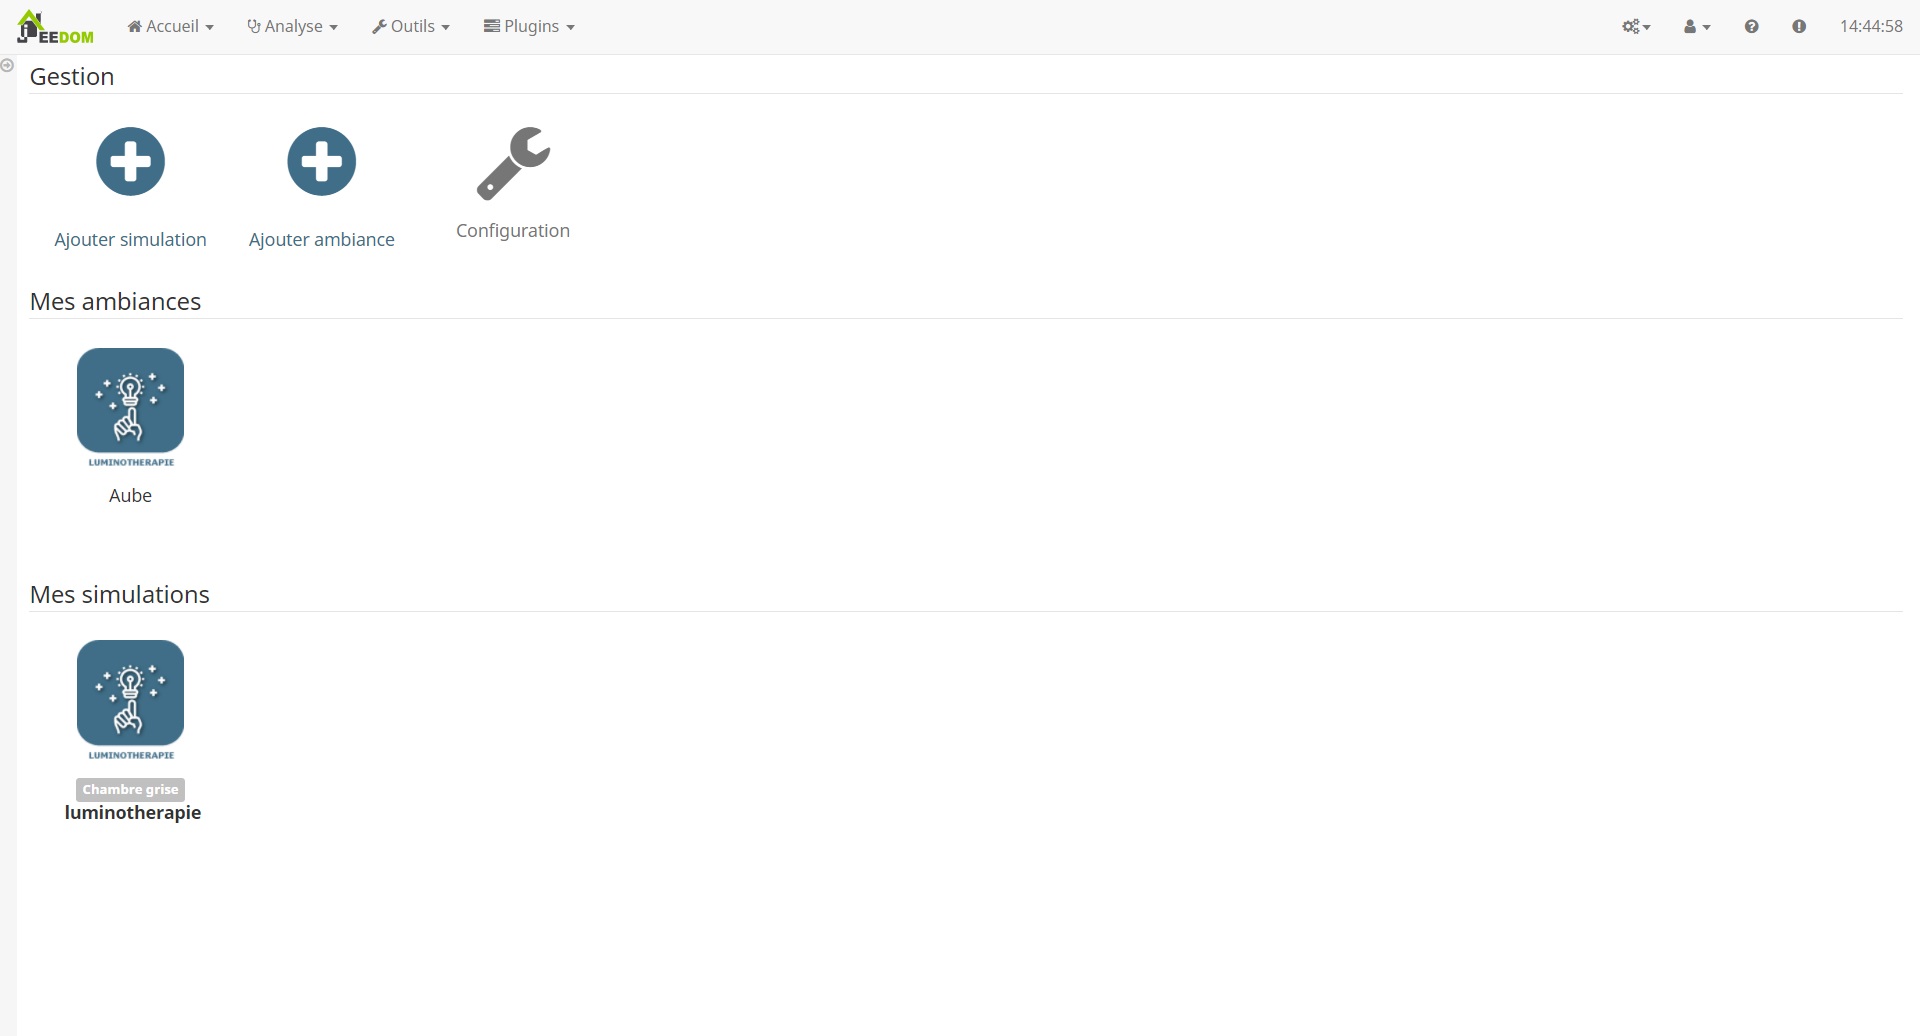 JEEDOM Accueil Analyse Outils Plugins 14:44:58
Gestion
Ajouter simulation Ajouter ambiance Configuration
Mes ambiances
LUMINOTHERAPIE
Aube
Mes simulations
LUMINOTHERAPIE
Chambre grise
luminotherapie